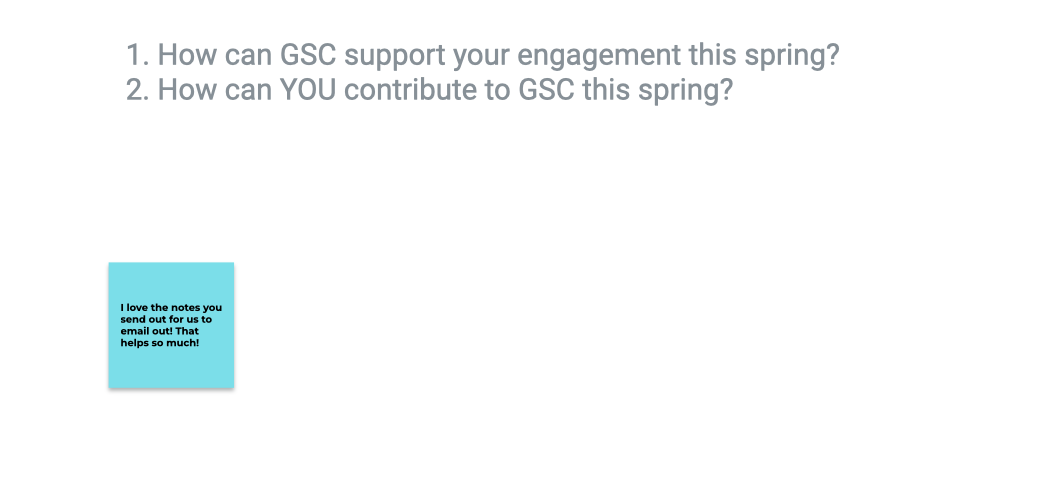 1. How can GSC support your engagement this spring?
2. How can YOU contribute to GSC this spring?
I love the notes you
send out for us to
email out! That
helps so much!